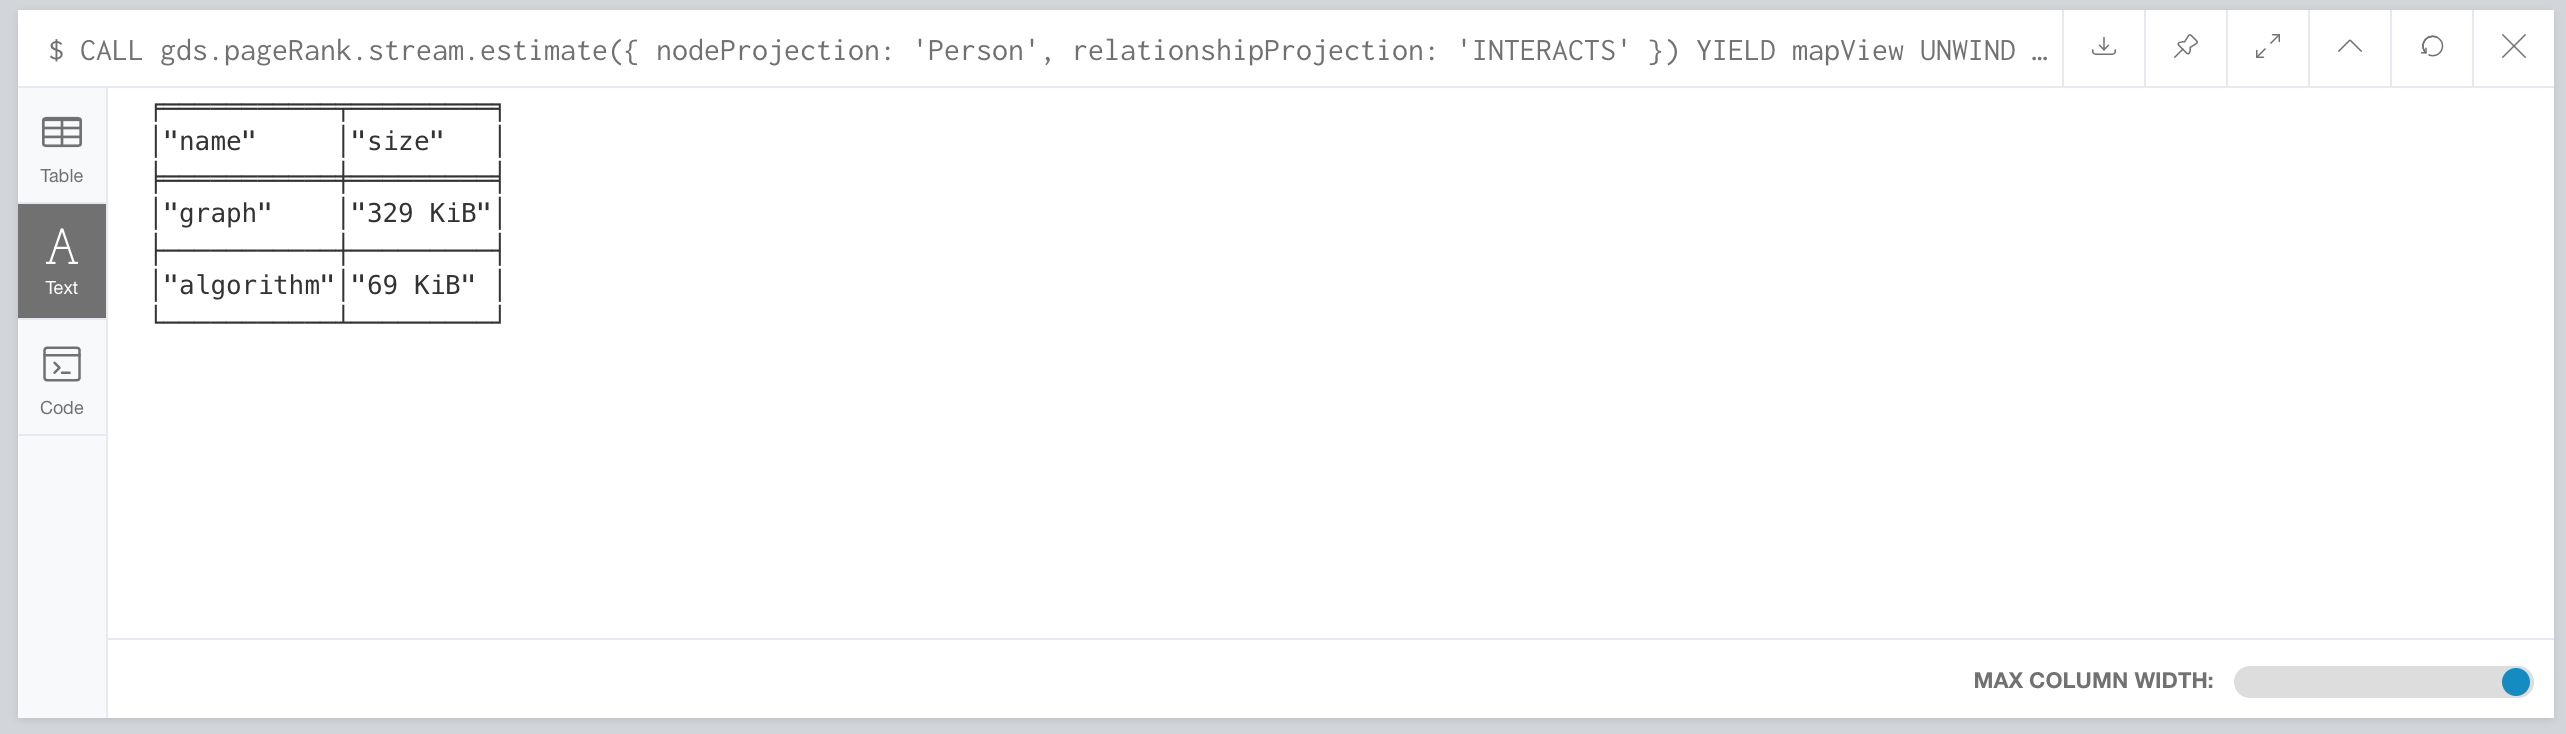 $ CALL gds.pageRank.stream.estimate({ nodeProjection: 'Person', relationshipProjection: 'INTERACTS' }) YIELD mapView UNWIND …
Table
"name" "size"
"graph" "329 KiB"
A
Text
"algorithm" "69 KiB"
Code
MAX COLUMN WIDTH: